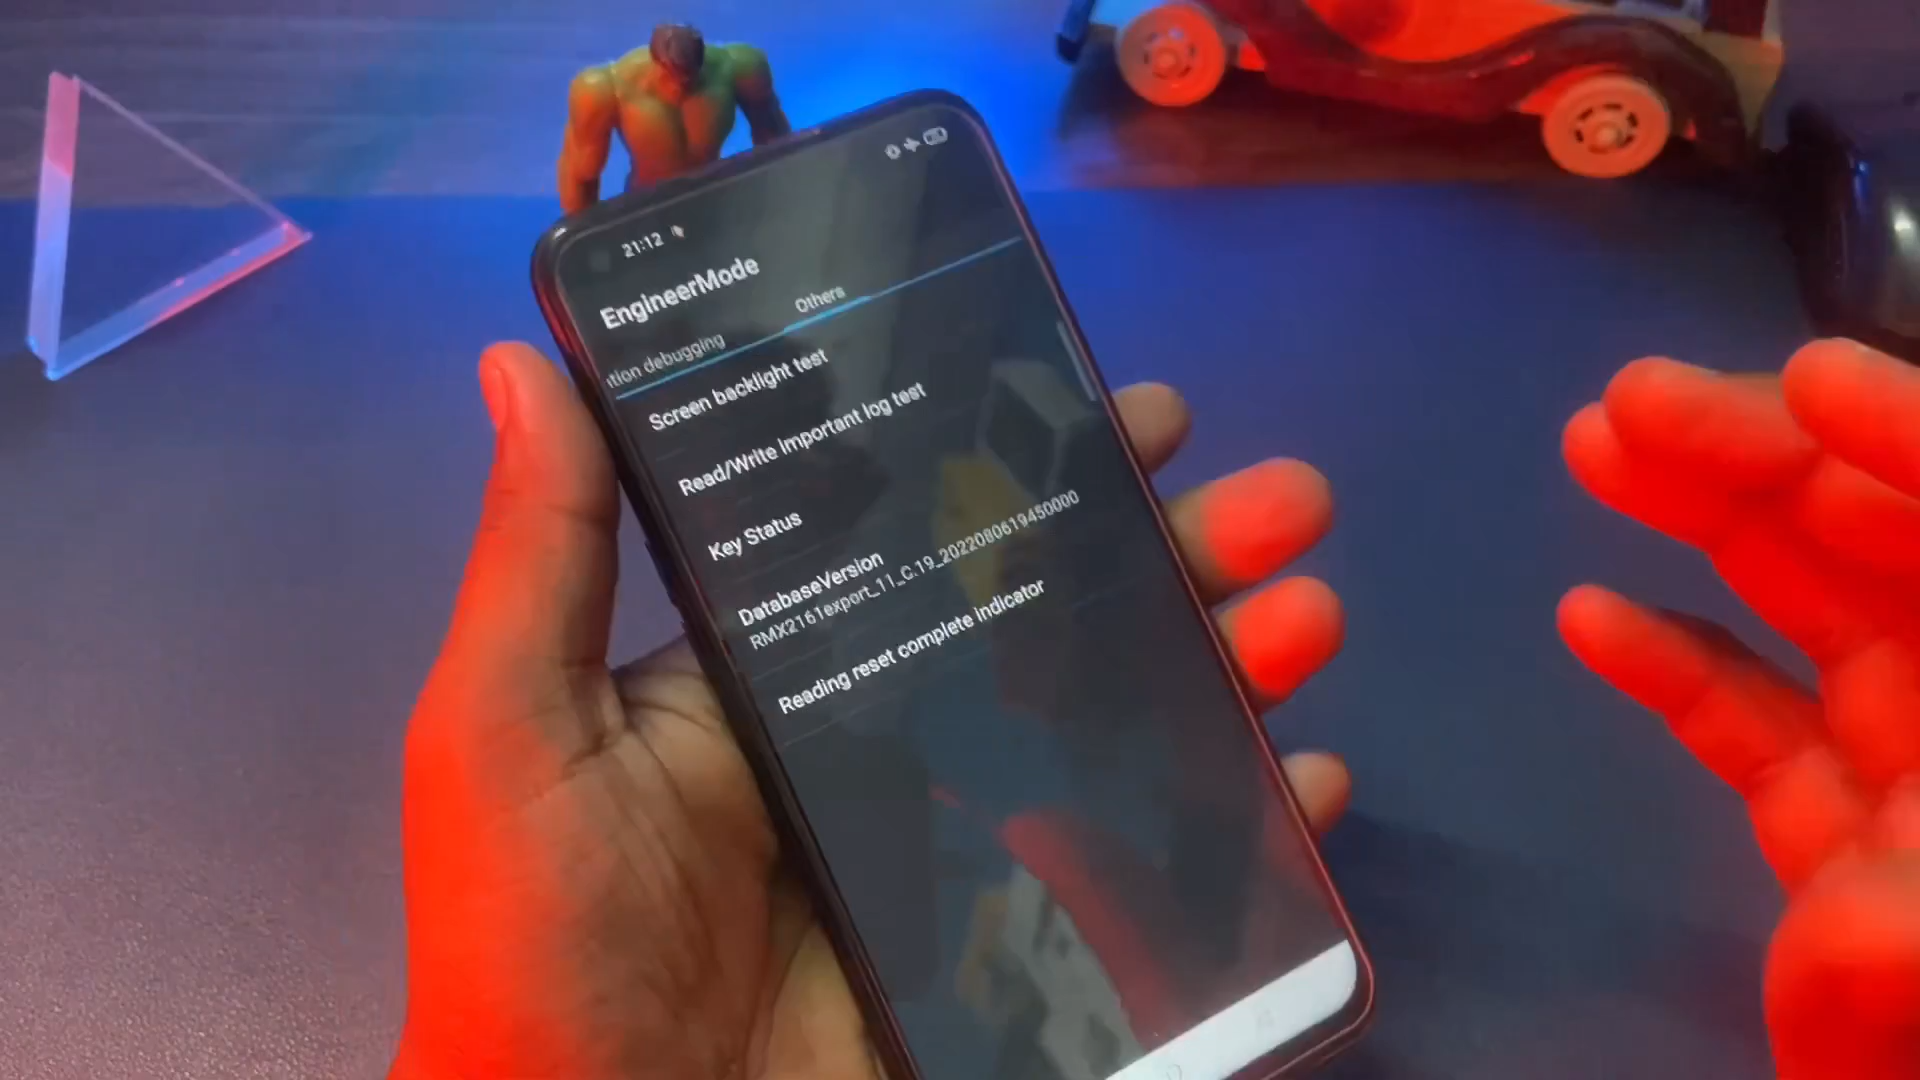 21:12
EngineerMode
ition debugging
Others
Screen backlight test
Read/Write important log test
Key Status
DatabaseVersion
RMX2161export_11_C.19_2022080619450000
Reading reset complete indicator